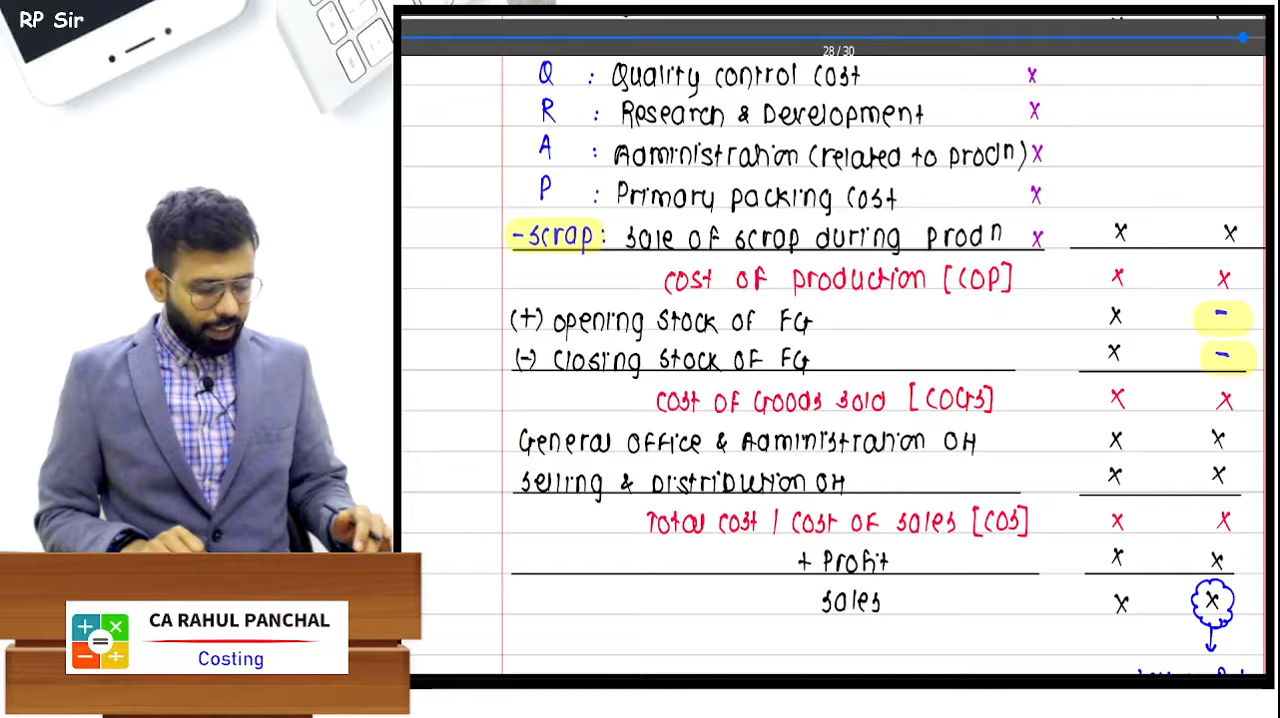 RP Sir
28 / 30
Q : Quality control cost x
R : Research & Development x
A : Administration (related to prodn) x
P : Primary packing cost x
- scrap : sale of scrap during prodn x x x
cost of production [COP] x x
(+) opening stock of FG x -
(-) closing stock of FG x -
cost of Goods sold [COGS] x x
General office & Administration OH x x
selling & Distribution OH x x
Total cost / cost of sales [COS] x x
+ Profit x x
sales x x
CA RAHUL PANCHAL
Costing